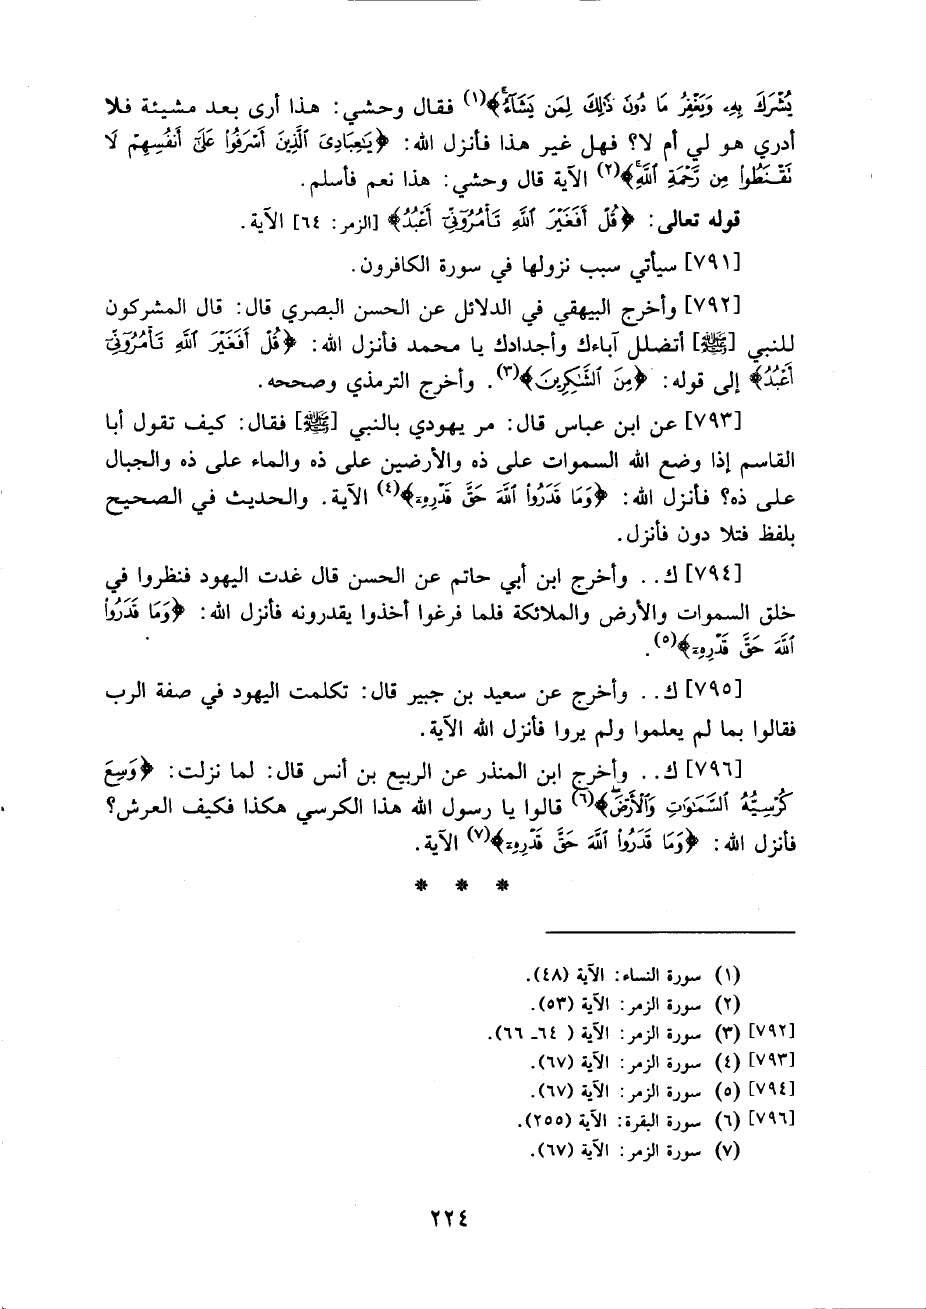 يُشْرَكَ بِهِۦ وَيَغْفِرُ مَا دُونَ ذَٰلِكَ لِمَن يَشَآءُ﴾(١) فقال وحشي: هذا أرى بعد مشيئة فلا
أدري هو لي أم لا؟ فهل غير هذا فأنزل الله: ﴿يَٰعِبَادِىَ ٱلَّذِينَ أَسْرَفُوا۟ عَلَىٰٓ أَنفُسِهِمْ لَا
تَقْنَطُوا۟ مِن رَّحْمَةِ ٱللَّهِ﴾(٢) الآية قال وحشي: هذا نعم فأسلم.
قوله تعالى: ﴿قُلْ أَفَغَيْرَ ٱللَّهِ تَأْمُرُوٓنِّىٓ أَعْبُدُ﴾ [الزمر: ٦٤] الآية.
[٧٩١] سيأتي سبب نزولها في سورة الكافرون.
[٧٩٢] وأخرج البيهقي في الدلائل عن الحسن البصري قال: قال المشركون
للنبي [ﷺ] أتضلل آباءك وأجدادك يا محمد فأنزل الله: ﴿قُلْ أَفَغَيْرَ ٱللَّهِ تَأْمُرُوٓنِّىٓ
أَعْبُدُ﴾ إلى قوله: ﴿مِنَ ٱلشَّٰكِرِينَ﴾(٣). وأخرج الترمذي وصححه.
[٧٩٣] عن ابن عباس قال: مر يهودي بالنبي [ﷺ] فقال: كيف تقول أبا
القاسم إذا وضع الله السموات على ذه والأرضين على ذه والماء على ذه والجبال
على ذه؟ فأنزل الله: ﴿وَمَا قَدَرُوا۟ ٱللَّهَ حَقَّ قَدْرِهِۦ﴾(٤) الآية. والحديث في الصحيح
بلفظ فتلا دون فأنزل.
[٧٩٤] ك.. وأخرج ابن أبي حاتم عن الحسن قال غدت اليهود فنظروا في
خلق السموات والأرض والملائكة فلما فرغوا أخذوا يقدرونه فأنزل الله: ﴿وَمَا قَدَرُوا۟
ٱللَّهَ حَقَّ قَدْرِهِۦ﴾(٥).
[٧٩٥] ك.. وأخرج عن سعيد بن جبير قال: تكلمت اليهود في صفة الرب
فقالوا بما لم يعلموا ولم يروا فأنزل الله الآية.
[٧٩٦] ك.. وأخرج ابن المنذر عن الربيع بن أنس قال: لما نزلت: ﴿وَسِعَ
كُرْسِيُّهُ ٱلسَّمَٰوَٰتِ وَٱلْأَرْضَ﴾(٦) قالوا يا رسول الله هذا الكرسي هكذا فكيف العرش؟
فأنزل الله: ﴿وَمَا قَدَرُوا۟ ٱللَّهَ حَقَّ قَدْرِهِۦ﴾(٧) الآية.
* * *
(١) سورة النساء: الآية (٤٨).
(٢) سورة الزمر: الآية (٥٣).
[٧٩٢] (٣) سورة الزمر: الآية ( ٦٤ـ ٦٦).
[٧٩٣] (٤) سورة الزمر: الآية (٦٧).
[٧٩٤] (٥) سورة الزمر: الآية (٦٧).
[٧٩٦] (٦) سورة البقرة: الآية (٢٥٥).
(٧) سورة الزمر: الآية (٦٧).
٢٢٤